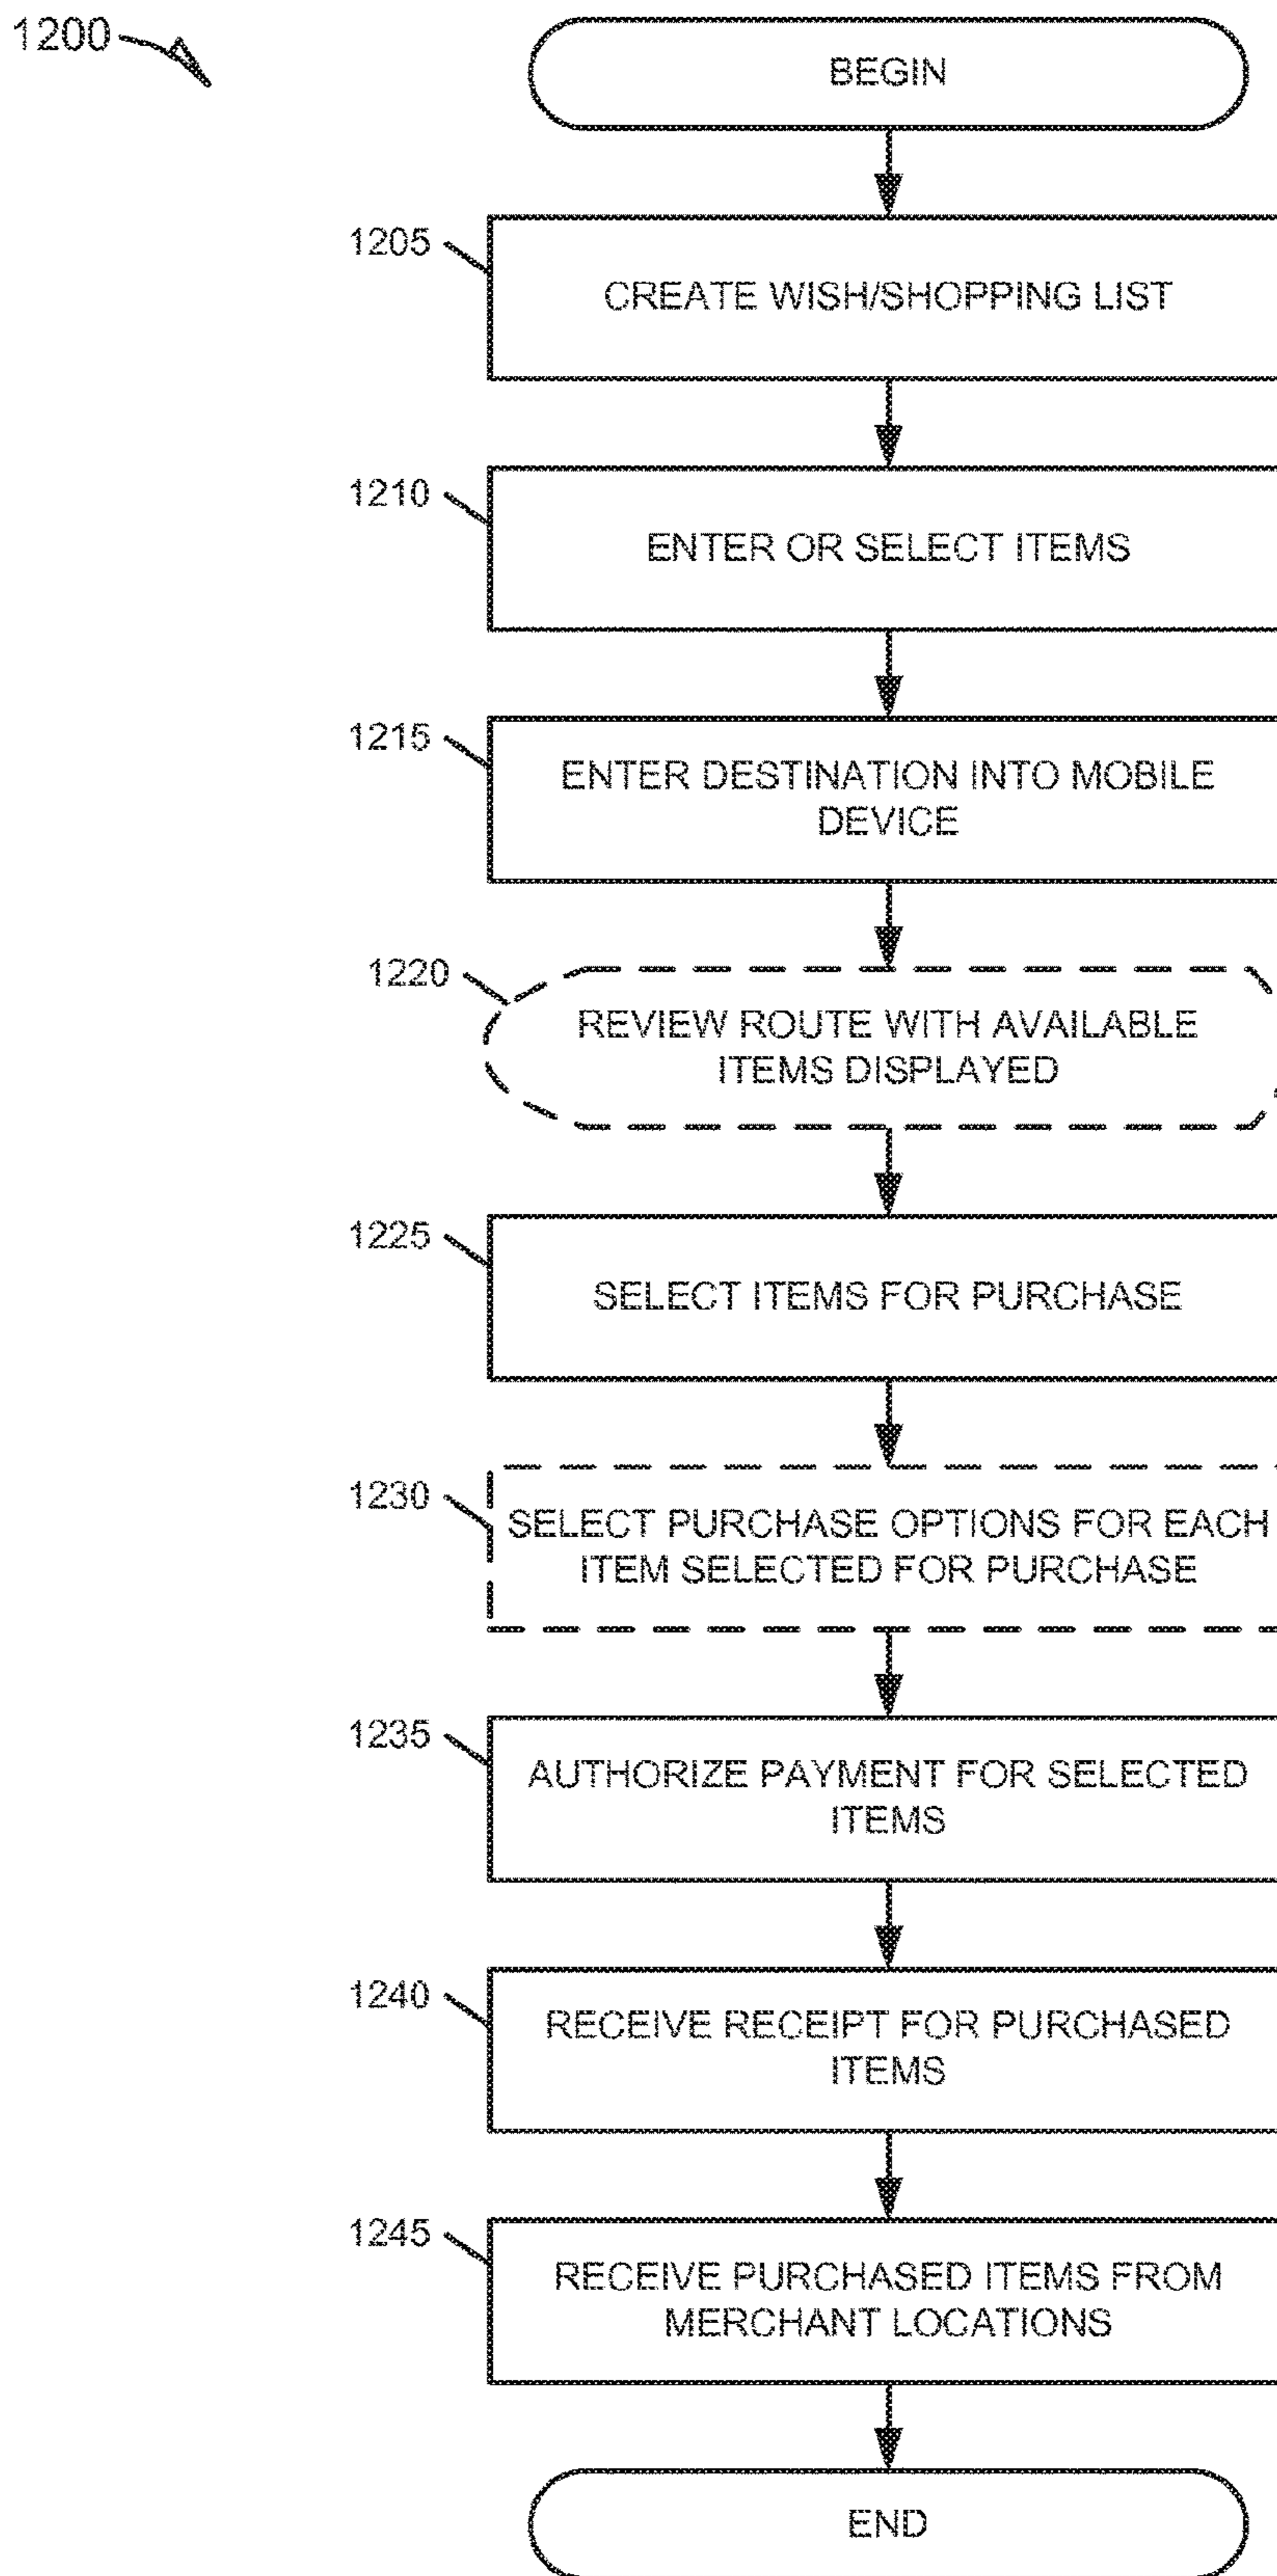 1200
BEGIN
1205
CREATE WISH/SHOPPING LIST
1210
ENTER OR SELECT ITEMS
1215
ENTER DESTINATION INTO MOBILE
DEVICE
1220
REVIEW ROUTE WITH AVAILABLE
ITEMS DISPLAYED
1225
SELECT ITEMS FOR PURCHASE
1230
SELECT PURCHASE OPTIONS FOR EACH
ITEM SELECTED FOR PURCHASE
1235
AUTHORIZE PAYMENT FOR SELECTED
ITEMS
1240
RECEIVE RECEIPT FOR PURCHASED
ITEMS
1245
RECEIVE PURCHASED ITEMS FROM
MERCHANT LOCATIONS
END